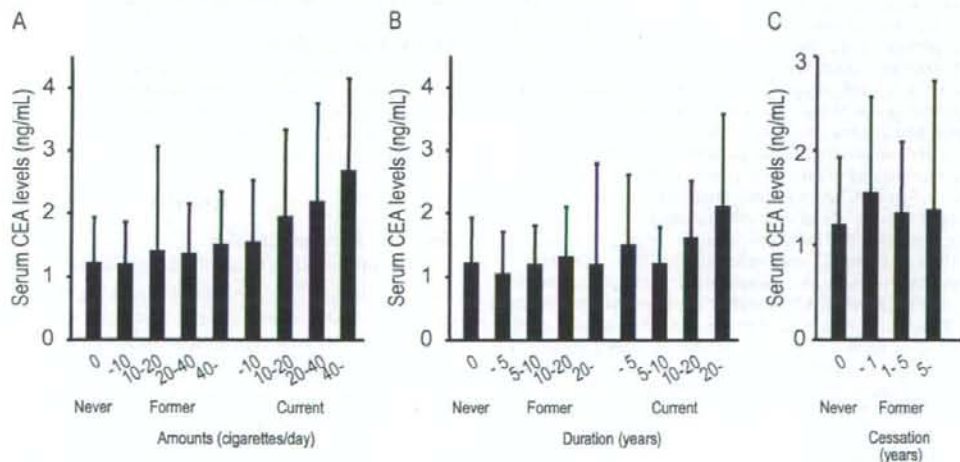 A
Serum CEA levels (ng/mL)
4
3
2
1
0
0 -10 10-20 20-40 40- -10 10-20 20-40 40-
Never Former Current
Amounts (cigarettes/day)
B
Serum CEA levels (ng/mL)
4
3
2
1
0
0 -5 5-10 10-20 20- -5 5-10 10-20 20-
Never Former Current
Duration (years)
C
Serum CEA levels (ng/mL)
3
2
1
0
0 -1 1-5 5-
Never Former
Cessation
(years)